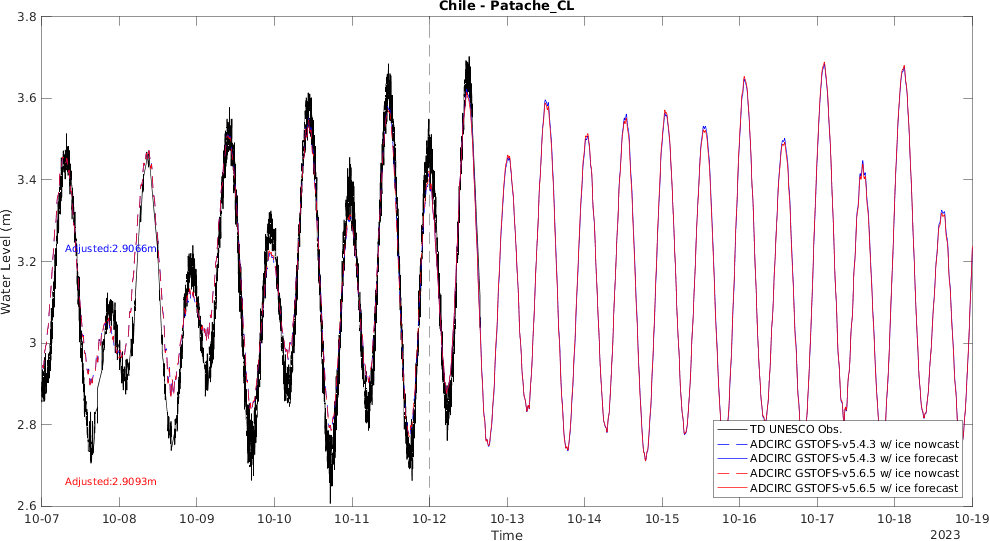 Chile - Patache_CL
3.8
3.6
3.4
3.2
3
2.8
2.6
Water Level (m)
Adjusted:2.9066m
Adjusted:2.9093m
TD UNESCO Obs.
ADCIRC GSTOFS-v5.4.3 w/ ice nowcast
ADCIRC GSTOFS-v5.4.3 w/ ice forecast
ADCIRC GSTOFS-v5.6.5 w/ ice nowcast
ADCIRC GSTOFS-v5.6.5 w/ ice forecast
10-07 10-08 10-09 10-10 10-11 10-12 10-13 10-14 10-15 10-16 10-17 10-18 10-19
Time
2023